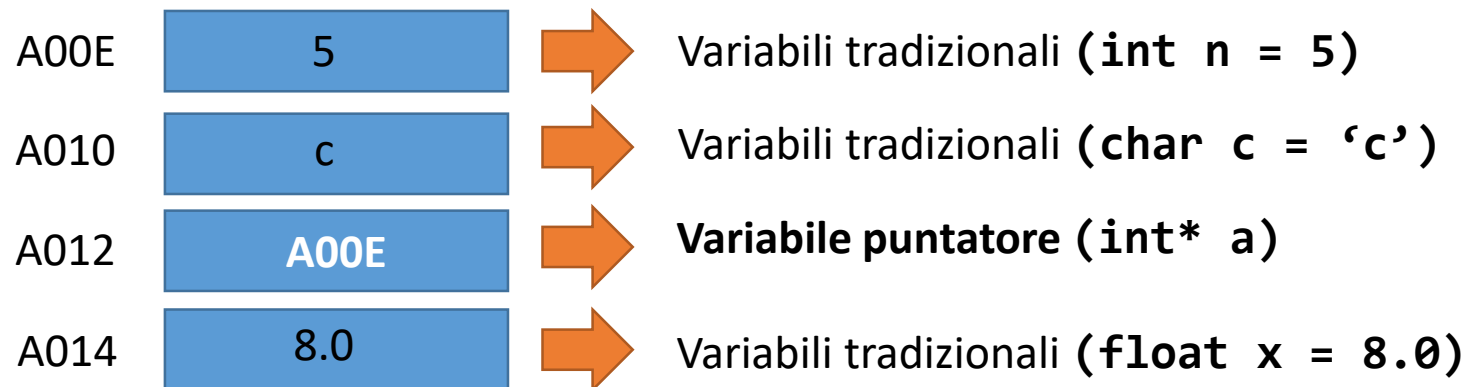 A00E 5 Variabili tradizionali (int n = 5)
A010 c Variabili tradizionali (char c = ‘c’)
A012 A00E Variabile puntatore (int* a)
A014 8.0 Variabili tradizionali (float x = 8.0)